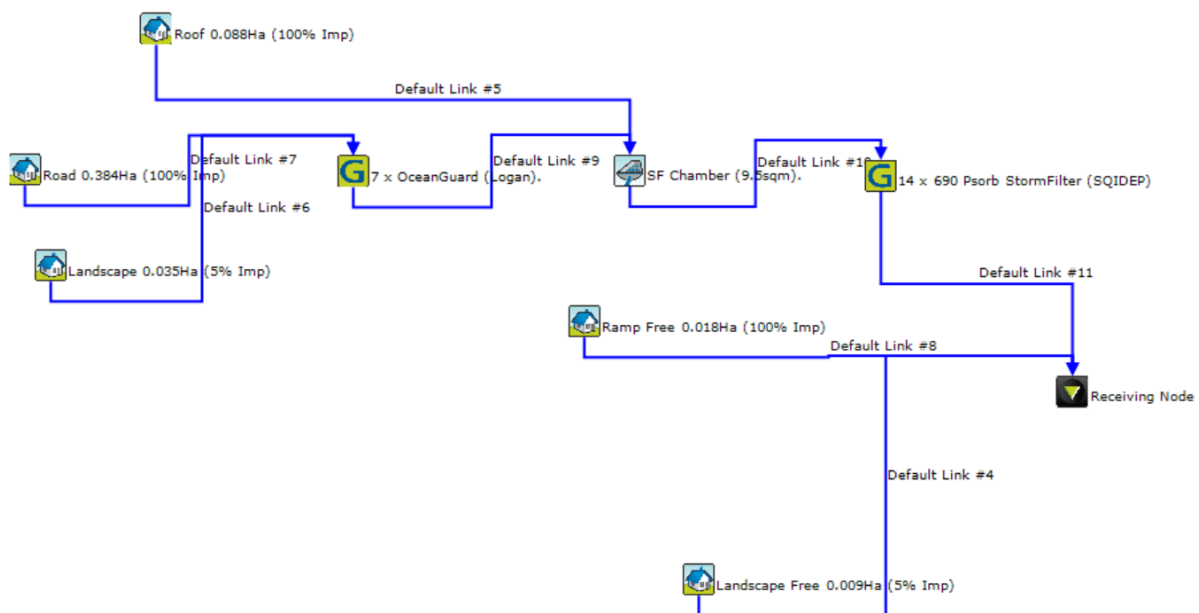 Roof 0.088Ha (100% Imp)
Default Link #5
Default Link #7
Default Link #9
Default Link #10
Road 0.384Ha (100% Imp)
G 7 x OceanGuard (Logan).
SF Chamber (9.5sqm).
G 14 x 690 Psorb StormFilter (SQIDEP)
Default Link #6
Landscape 0.035Ha (5% Imp)
Default Link #11
Ramp Free 0.018Ha (100% Imp)
Default Link #8
Receiving Node
Default Link #4
Landscape Free 0.009Ha (5% Imp)